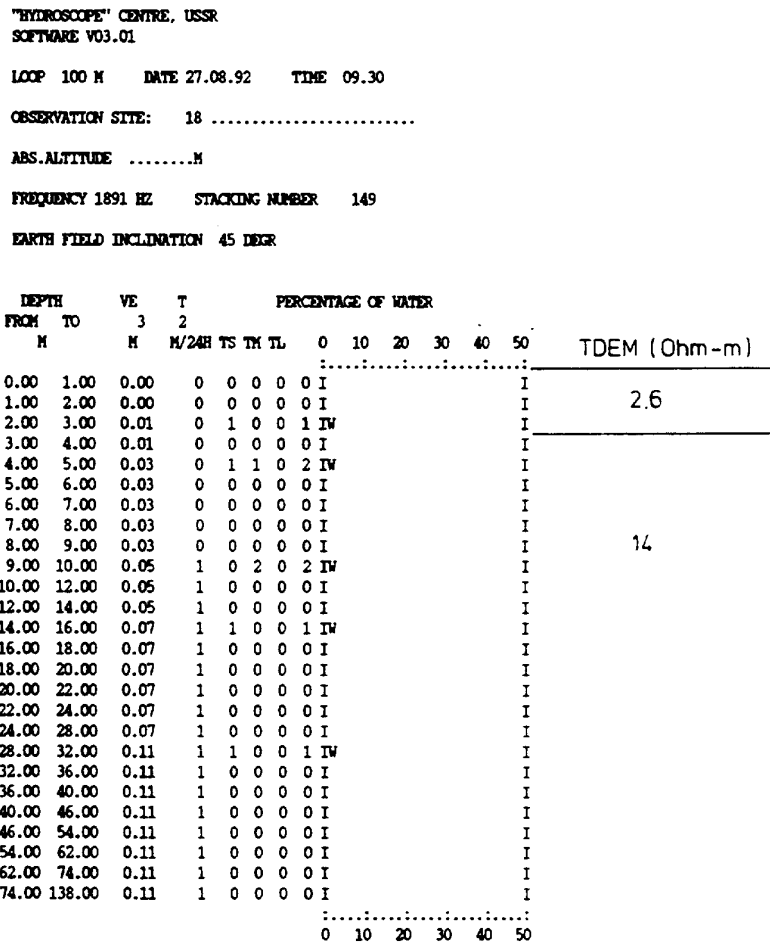 "HYDROSCOPE" CENTRE, USSR
SOFTWARE V03.01
LOOP 100 M DATE 27.08.92 TIME 09.30
OBSERVATION SITE: 18 .........................
ABS.ALTITUDE ........M
FREQUENCY 1891 HZ STACKING NUMBER 149
EARTH FIELD INCLINATION 45 DEGR
DEPTH VE T PERCENTAGE OF WATER
FROM TO 3 2
M M M/24H TS TM TL 0 10 20 30 40 50 TDEM (Ohm-m)
:....:....:....:....:....:
0.00 1.00 0.00 0 0 0 0 0 I I
1.00 2.00 0.00 0 0 0 0 0 I I 2.6
2.00 3.00 0.01 0 1 0 0 1 IW I
3.00 4.00 0.01 0 0 0 0 0 I I
4.00 5.00 0.03 0 1 1 0 2 IW I
5.00 6.00 0.03 0 0 0 0 0 I I
6.00 7.00 0.03 0 0 0 0 0 I I
7.00 8.00 0.03 0 0 0 0 0 I I
8.00 9.00 0.03 0 0 0 0 0 I I 14
9.00 10.00 0.05 1 0 2 0 2 IW I
10.00 12.00 0.05 1 0 0 0 0 I I
12.00 14.00 0.05 1 0 0 0 0 I I
14.00 16.00 0.07 1 1 0 0 1 IW I
16.00 18.00 0.07 1 0 0 0 0 I I
18.00 20.00 0.07 1 0 0 0 0 I I
20.00 22.00 0.07 1 0 0 0 0 I I
22.00 24.00 0.07 1 0 0 0 0 I I
24.00 28.00 0.07 1 0 0 0 0 I I
28.00 32.00 0.11 1 1 0 0 1 IW I
32.00 36.00 0.11 1 0 0 0 0 I I
36.00 40.00 0.11 1 0 0 0 0 I I
40.00 46.00 0.11 1 0 0 0 0 I I
46.00 54.00 0.11 1 0 0 0 0 I I
54.00 62.00 0.11 1 0 0 0 0 I I
62.00 74.00 0.11 1 0 0 0 0 I I
74.00 138.00 0.11 1 0 0 0 0 I I
:....:....:....:....:....:
0 10 20 30 40 50